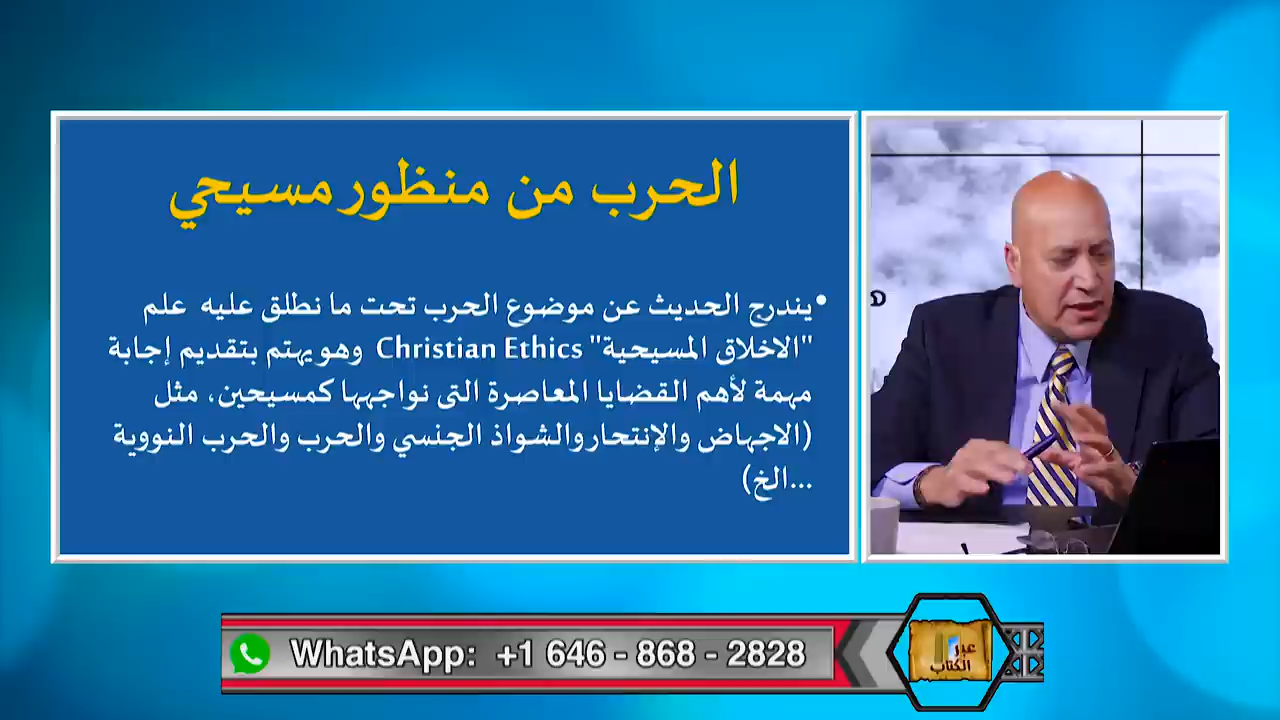 الحرب من منظور مسيحي
•يندرج الحديث عن موضوع الحرب تحت ما نطلق عليه علم
"الاخلاق المسيحية" Christian Ethics وهو يهتم بتقديم إجابة
مهمة لأهم القضايا المعاصرة التى نواجهها كمسيحين، مثل
(الاجهاض والإنتحار والشواذ الجنسي والحرب والحرب النووية
...الخ)
WhatsApp: +1 646 - 868 - 2828
عبر
الكتاب